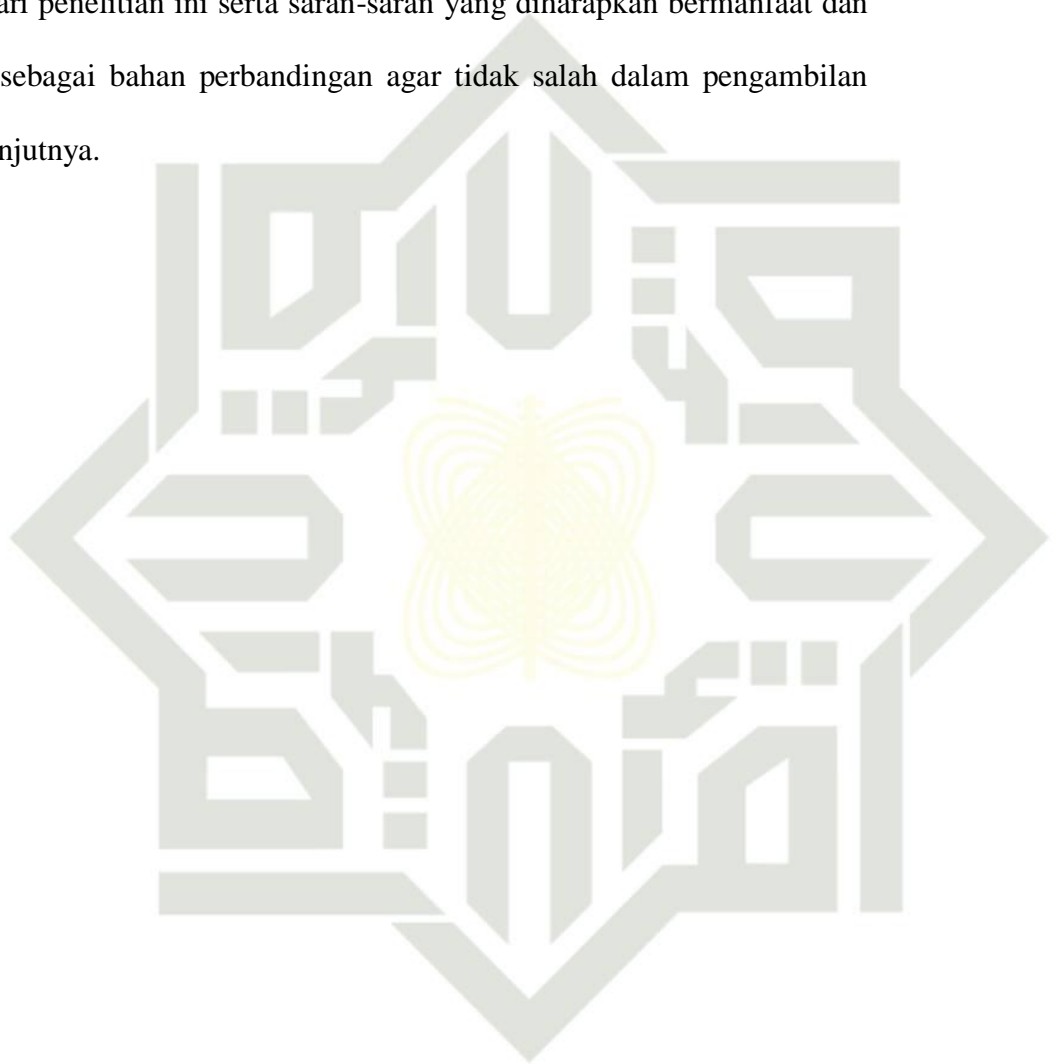 ari penelitian ini serta saran-saran yang diharapkan bermanfaat dan
sebagai bahan perbandingan agar tidak salah dalam pengambilan
njutnya.